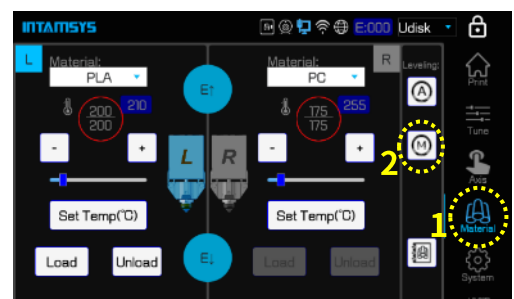 INTAMSYS E:000 Udisk
L Material: Material: R Leveling:
PLA PC
E↑ Print
200 210 175 255 A
200 175
Tune
- + - + M
2
L R
Axis
1
Set Temp(°C) Set Temp(°C) Material
Load Unload E↓ Load Unload
System